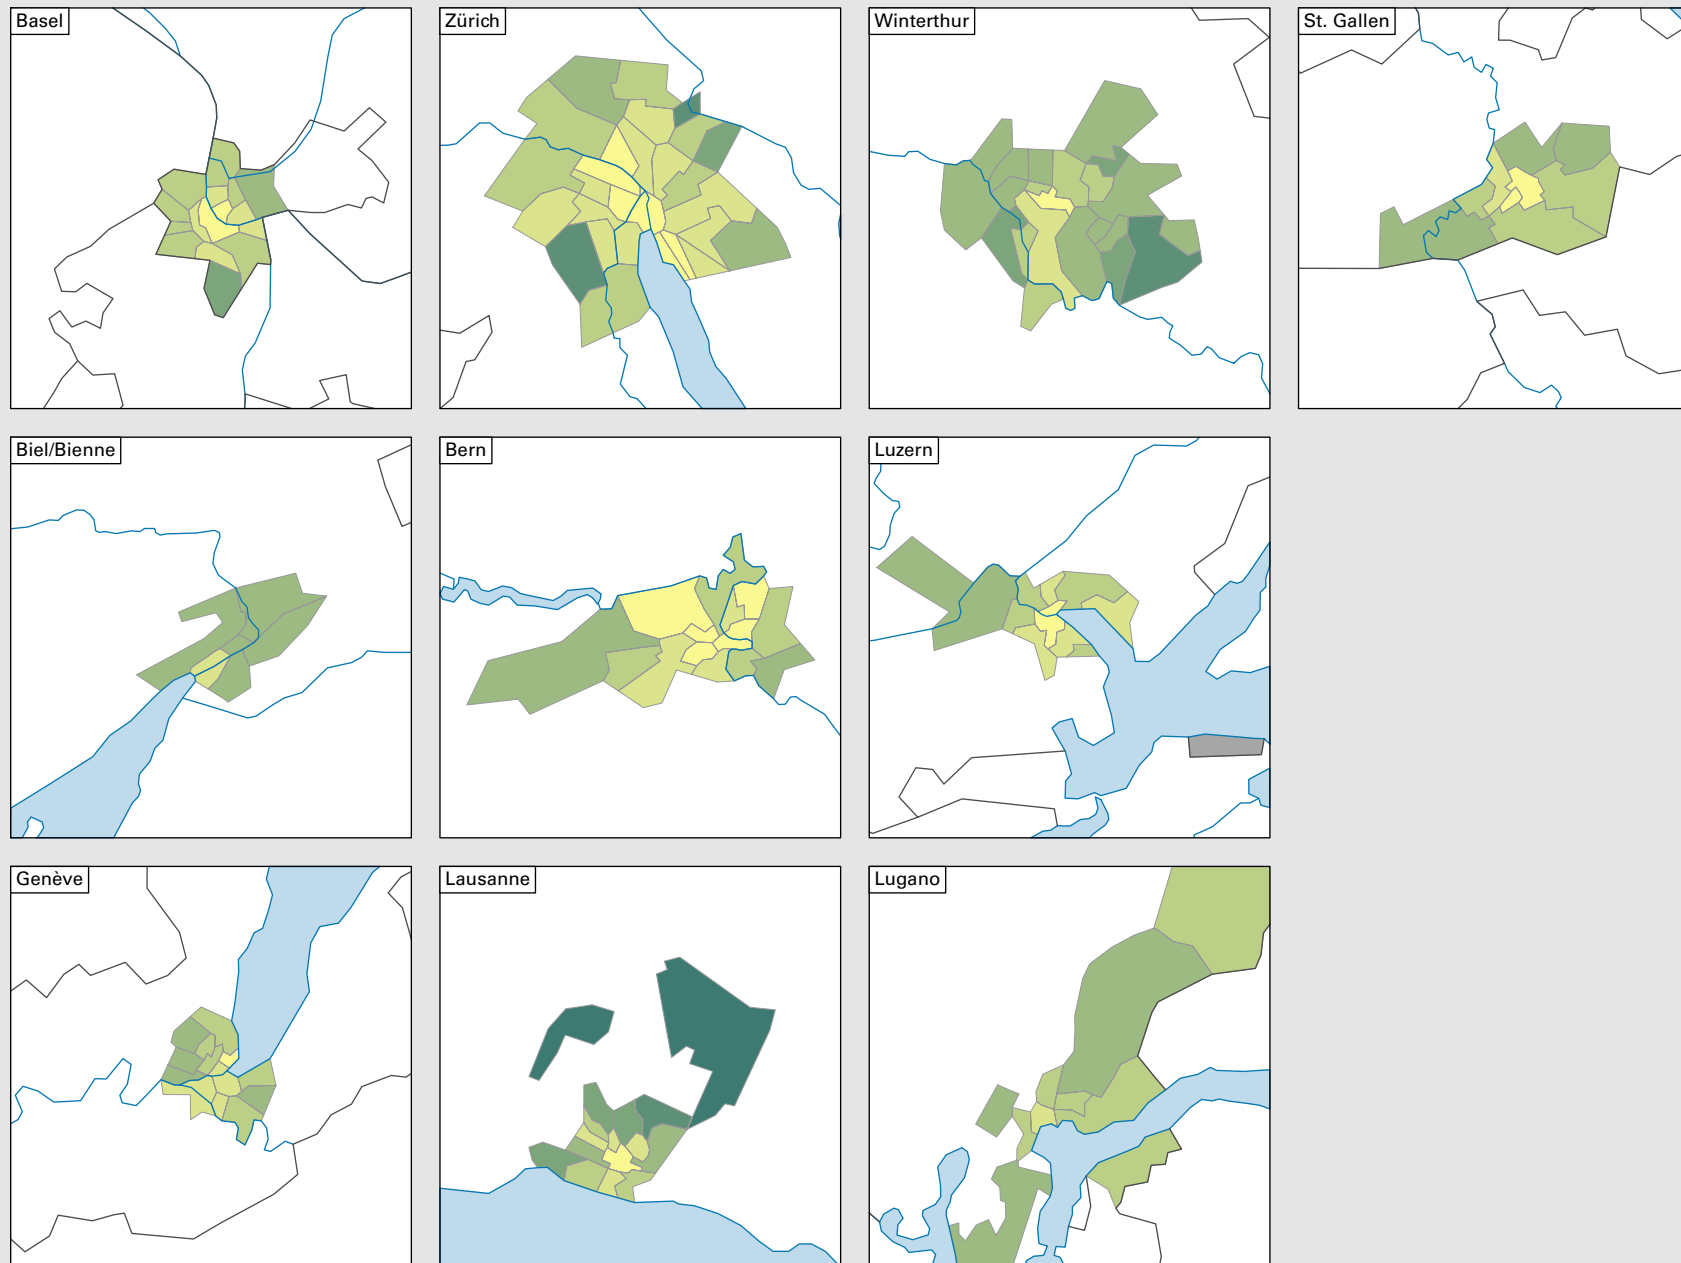 Basel
Zürich
Winterthur
St. Gallen
Biel/Bienne
Bern
Luzern
Genève
Lausanne
Lugano